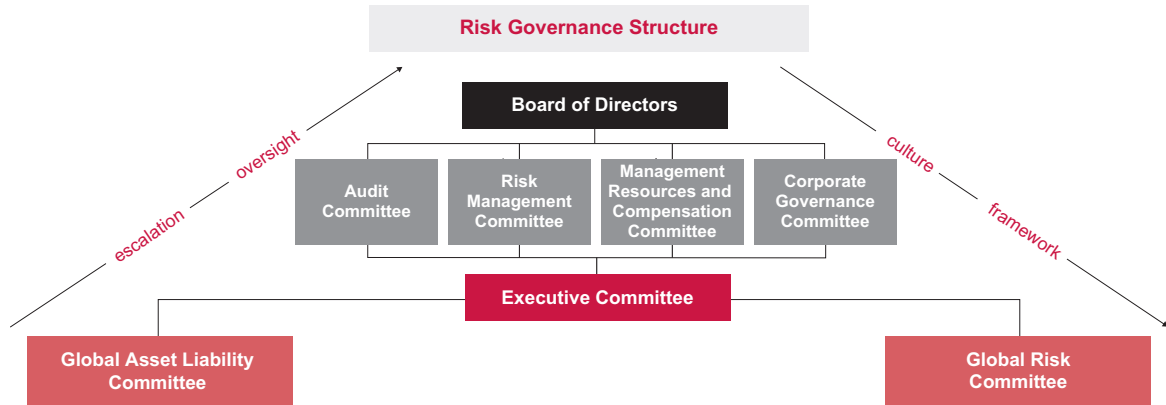 Risk Governance Structure
Board of Directors
oversight
escalation
culture
framework
Audit
Committee
Risk
Management
Committee
Management
Resources and
Compensation
Committee
Corporate
Governance
Committee
Executive Committee
Global Asset Liability
Committee
Global Risk
Committee